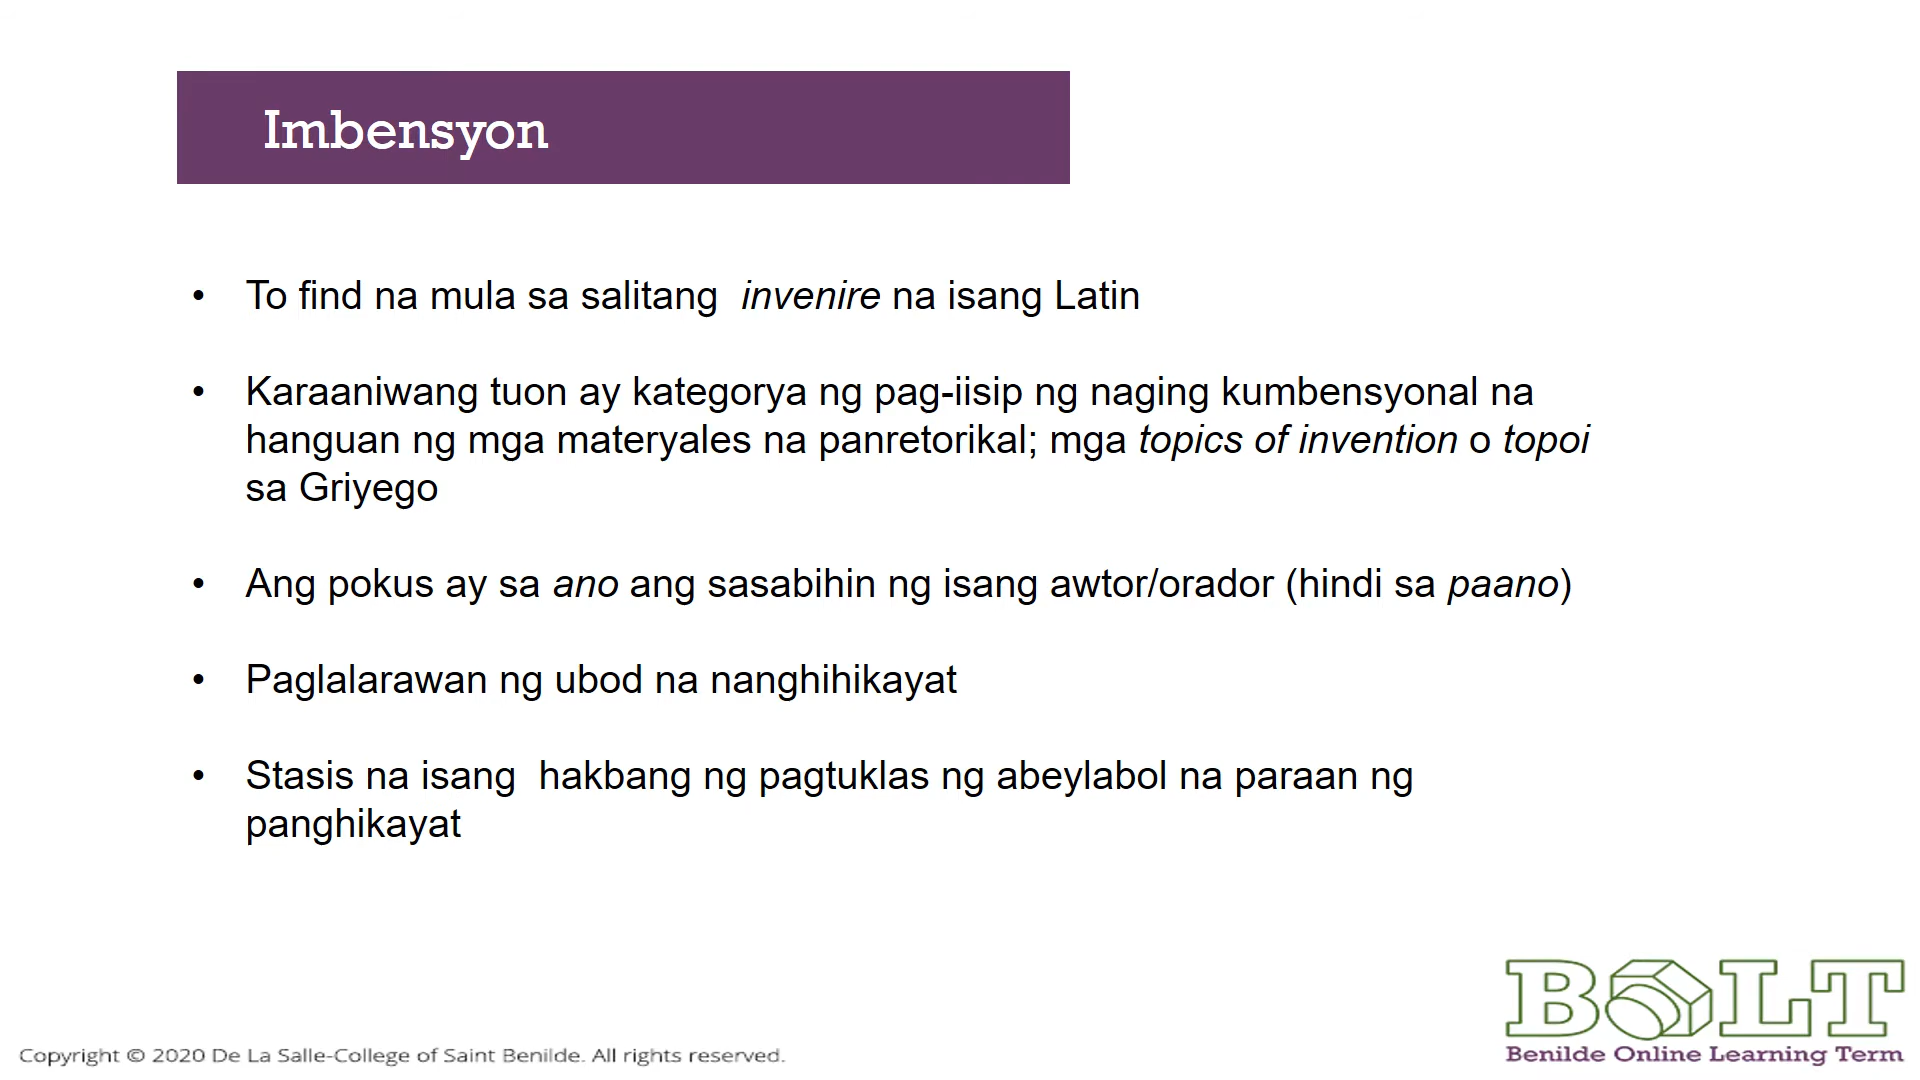 Imbensyon
• To find na mula sa salitang invenire na isang Latin
• Karaaniwang tuon ay kategorya ng pag-iisip ng naging kumbensyonal na
hanguan ng mga materyales na panretorikal; mga topics of invention o topoi
sa Griyego
• Ang pokus ay sa ano ang sasabihin ng isang awtor/orador (hindi sa paano)
• Paglalarawan ng ubod na nanghihikayat
• Stasis na isang hakbang ng pagtuklas ng abeylabol na paraan ng
panghikayat
BOLT
Benilde Online Learning Term
Copyright © 2020 De La Salle-College of Saint Benilde. All rights reserved.